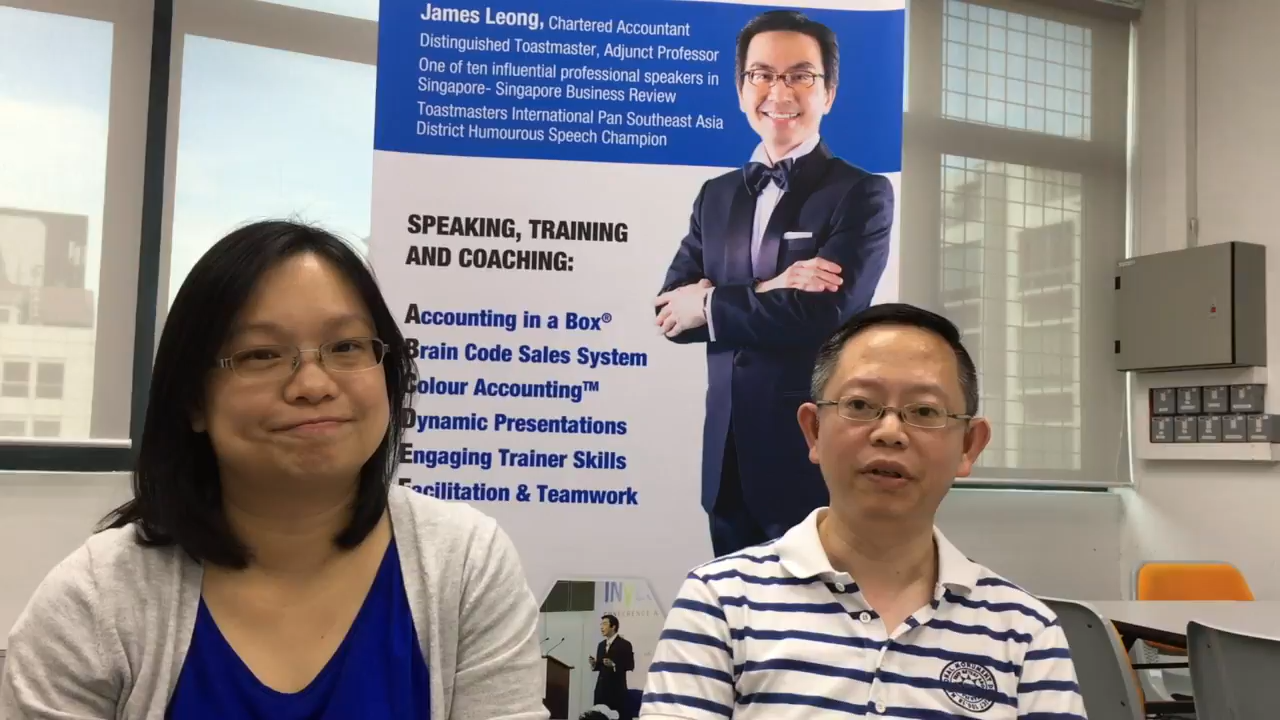 James Leong, Chartered Accountant
Distinguished Toastmaster, Adjunct Professor
One of ten influential professional speakers in
Singapore- Singapore Business Review
Toastmasters International Pan Southeast Asia
District Humourous Speech Champion
SPEAKING, TRAINING
AND COACHING:
Accounting in a Box®
Brain Code Sales System
Colour Accounting™
Dynamic Presentations
Engaging Trainer Skills
Facilitation & Teamwork